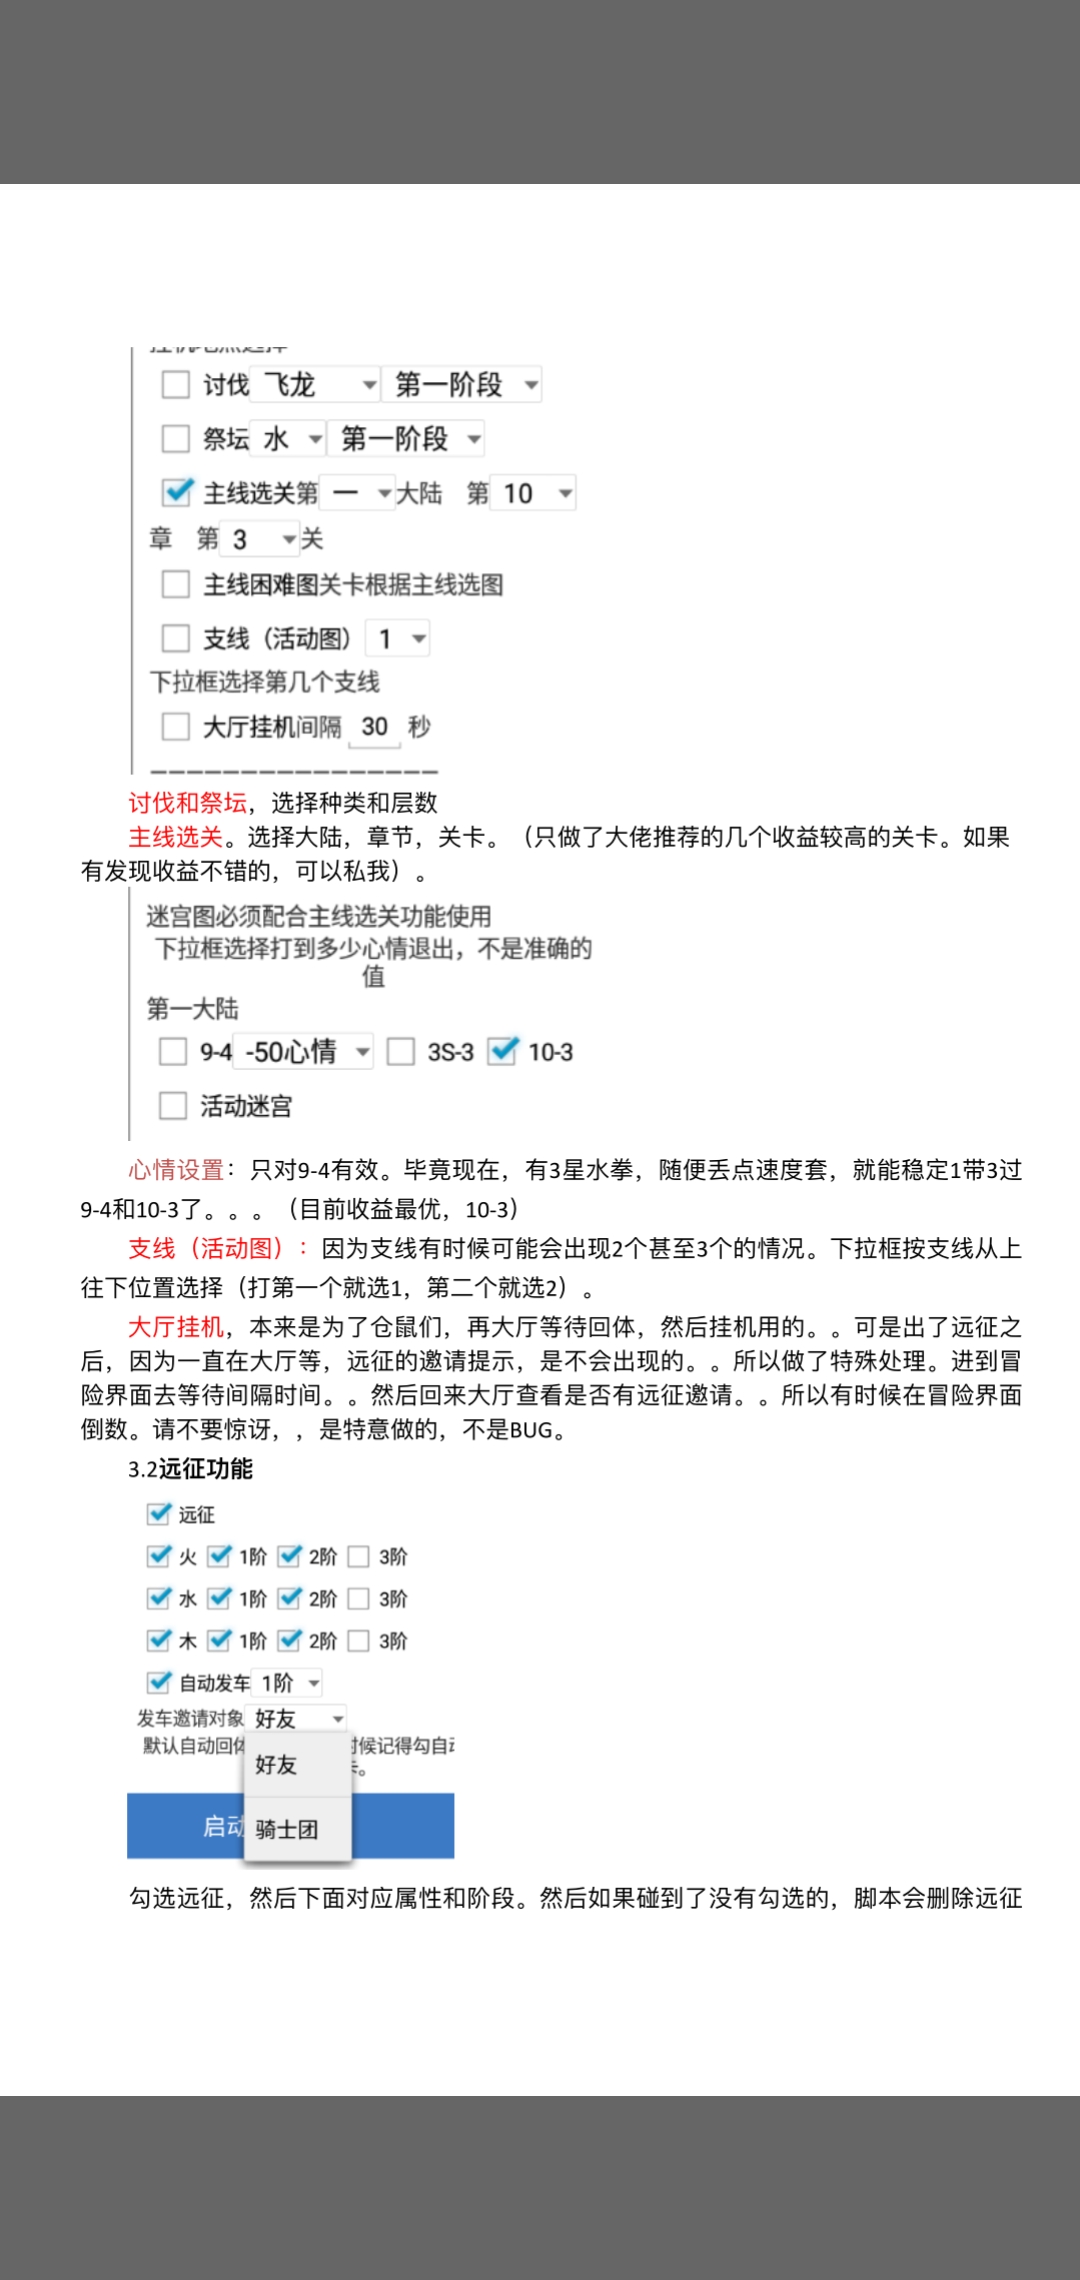 讨伐 飞龙 第一阶段
祭坛 水 第一阶段
主线选关第 一 大陆 第 10
章 第 3 关
主线困难图关卡根据主线选图
支线（活动图） 1
下拉框选择第几个支线
大厅挂机间隔 30 秒
讨伐和祭坛，选择种类和层数
主线选关。选择大陆，章节，关卡。（只做了大佬推荐的几个收益较高的关卡。如果
有发现收益不错的，可以私我）。
迷宫图必须配合主线选关功能使用
下拉框选择打到多少心情退出，不是准确的
值
第一大陆
9-4 -50心情 3S-3 10-3
活动迷宫
心情设置：只对9-4有效。毕竟现在，有3星水拳，随便丢点速度套，就能稳定1带3过
9-4和10-3了。。。（目前收益最优，10-3）
支线（活动图）：因为支线有时候可能会出现2个甚至3个的情况。下拉框按支线从上
往下位置选择（打第一个就选1，第二个就选2）。
大厅挂机，本来是为了仓鼠们，再大厅等待回体，然后挂机用的。。可是出了远征之
后，因为一直在大厅等，远征的邀请提示，是不会出现的。。所以做了特殊处理。进到冒
险界面去等待间隔时间。。然后回来大厅查看是否有远征邀请。。所以有时候在冒险界面
倒数。请不要惊讶，，是特意做的，不是BUG。
3.2远征功能
远征
火 1阶 2阶 3阶
水 1阶 2阶 3阶
木 1阶 2阶 3阶
自动发车 1阶
发车邀请对象 好友
默认自动回 候记得勾自
好友
启动
骑士团
勾选远征，然后下面对应属性和阶段。然后如果碰到了没有勾选的，脚本会删除远征